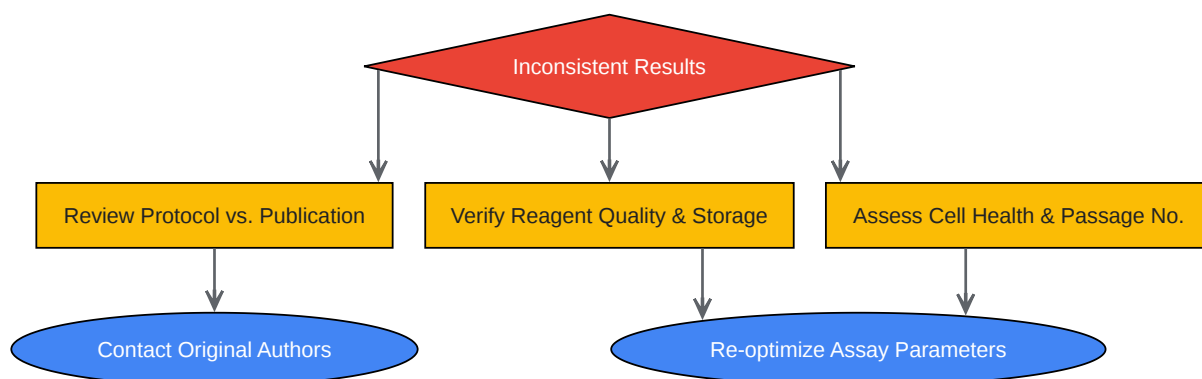 Inconsistent Results
Review Protocol vs. Publication
Verify Reagent Quality & Storage
Assess Cell Health & Passage No.
Contact Original Authors
Re-optimize Assay Parameters